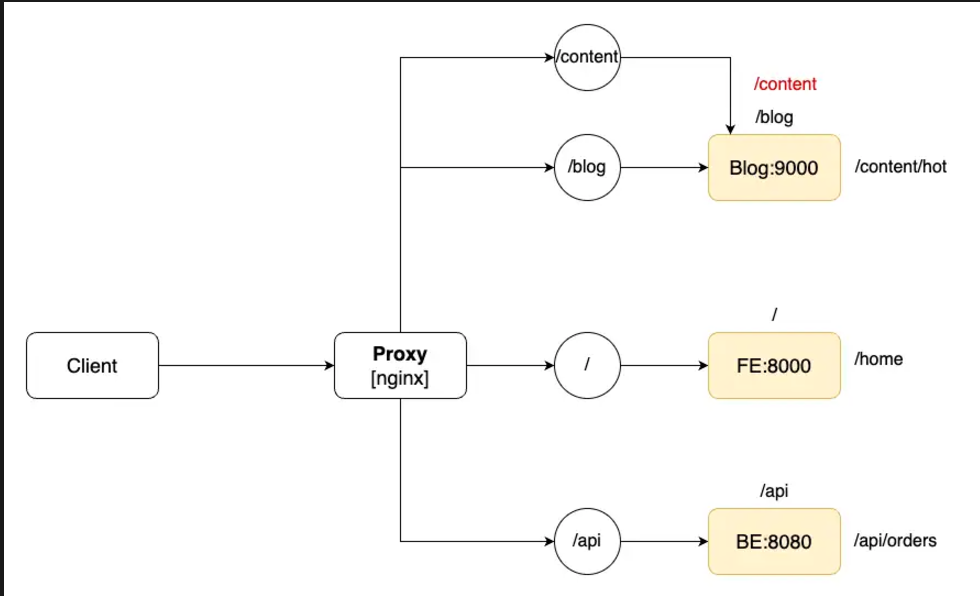 /content
/content
/blog
/blog
Blog:9000
/content/hot
/
Client
Proxy
[nginx]
/
FE:8000
/home
/api
/api
BE:8080
/api/orders